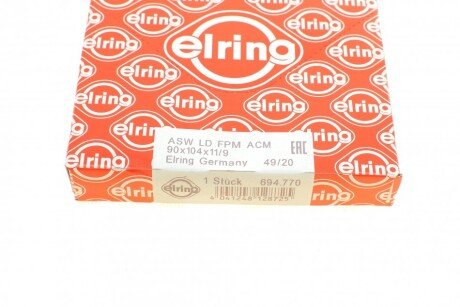 elring
ASW LD FPM ACM
90x104x11/9
Elring Germany 49/20
EAC
elring
1 Stück 694.770
4 041248 128725